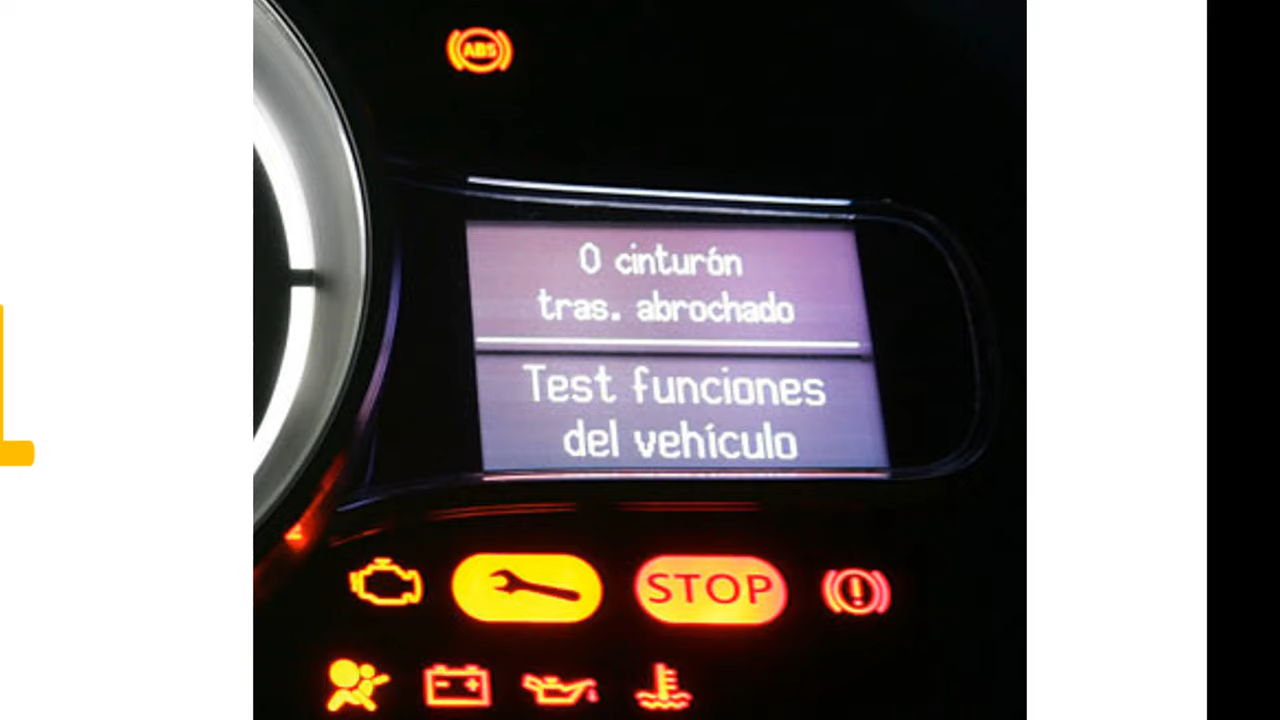 ABS
0 cinturón
tras. abrochado
Test funciones
del vehículo
STOP